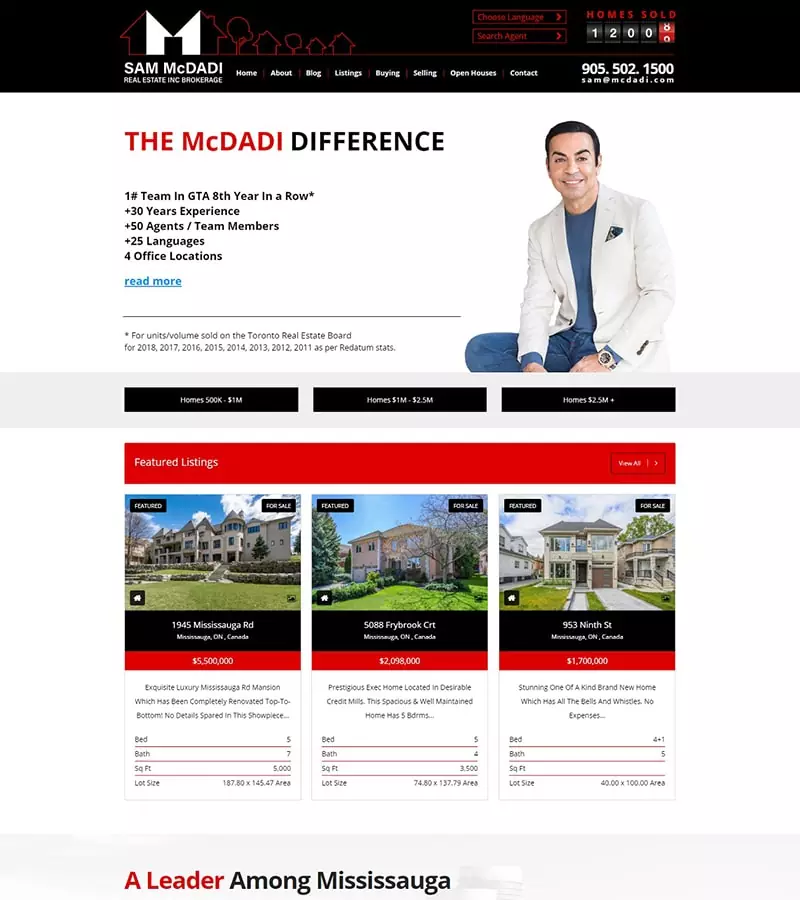 Choose Language
HOMES SOLD
Search Agent
1200
SAM McDADI
REAL ESTATE INC BROKERAGE
Home
About
Blog
Listings
Buying
Selling
Open Houses
Contact
905. 502. 1500
sam@mcdadi.com
THE McDADI DIFFERENCE
1# Team In GTA 8th Year In a Row*
+30 Years Experience
+50 Agents / Team Members
+25 Languages
4 Office Locations
read more
* For units/volume sold on the Toronto Real Estate Board
for 2018, 2017, 2016, 2015, 2014, 2013, 2012, 2011 as per Redatum stats.
Homes 500K - $1M
Homes $1M - $2.5M
Homes $2.5M +
Featured Listings
View All
FEATURED
FOR SALE
1945 Mississauga Rd
Mississauga, ON , Canada
$5,500,000
Exquisite Luxury Mississauga Rd Mansion
Which Has Been Completely Renovated Top-To-
Bottom! No Details Spared In This Showpiece...
Bed 5
Bath 7
Sq Ft 5,000
Lot Size 187.80 x 145.47 Area
FEATURED
FOR SALE
5088 Frybrook Crt
Mississauga, ON , Canada
$2,098,000
Prestigious Exec Home Located In Desirable
Credit Mills. This Spacious & Well Maintained
Home Has 5 Bdrms...
Bed 5
Bath 4
Sq Ft 3,500
Lot Size 74.80 x 137.79 Area
FEATURED
FOR SALE
953 Ninth St
Mississauga, ON , Canada
$1,700,000
Stunning One Of A Kind Brand New Home
Which Has All The Bells And Whistles. No
Expenses...
Bed 4+1
Bath 5
Sq Ft
Lot Size 40.00 x 100.00 Area
A Leader Among Mississauga